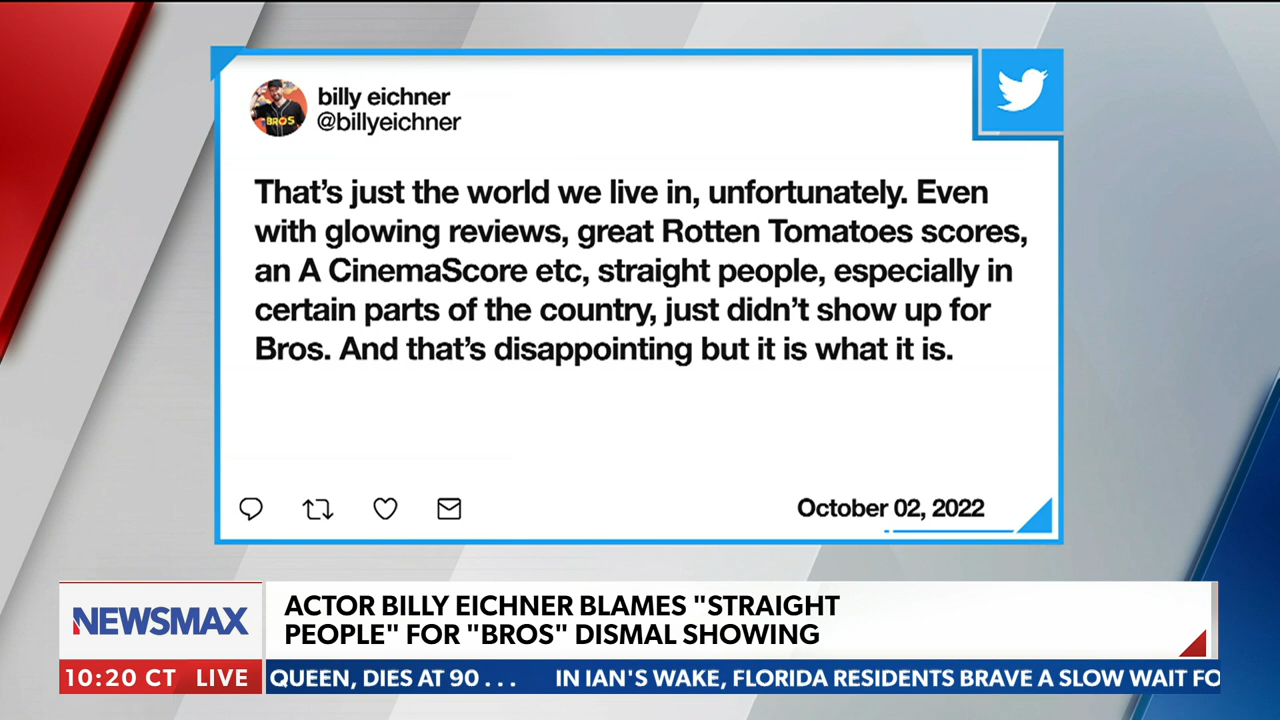 billy eichner
@billyeichner
BROS
That's just the world we live in, unfortunately. Even
with glowing reviews, great Rotten Tomatoes scores,
an A CinemaScore etc, straight people, especially in
certain parts of the country, just didn't show up for
Bros. And that's disappointing but it is what it is.
October 02, 2022
NEWSMAX
ACTOR BILLY EICHNER BLAMES "STRAIGHT
PEOPLE" FOR "BROS" DISMAL SHOWING
10:20 CT LIVE
QUEEN, DIES AT 90 . . . IN IAN'S WAKE, FLORIDA RESIDENTS BRAVE A SLOW WAIT FO